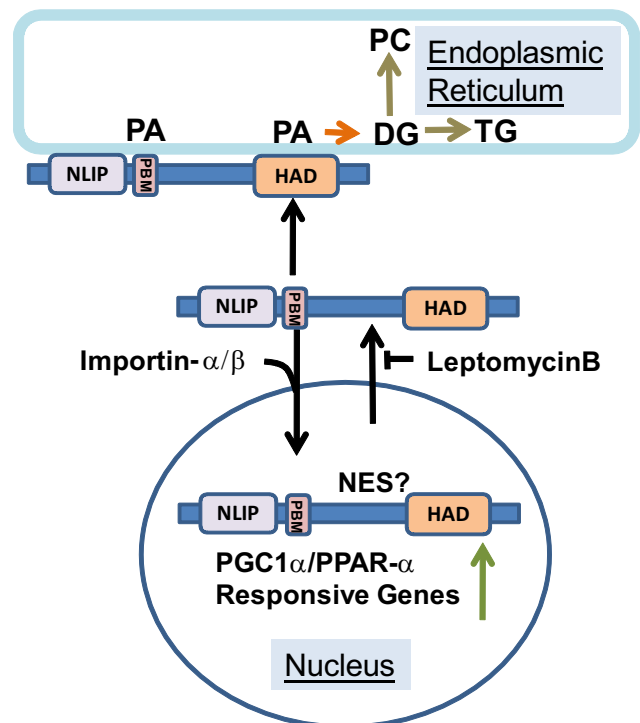 PC
Endoplasmic
Reticulum
PA
PA
DG
TG
NLIP
PBM
HAD
NLIP
PBM
HAD
Importin-α/β
LeptomycinB
NES?
NLIP
PBM
HAD
PGC1α/PPAR-α
Responsive Genes
Nucleus